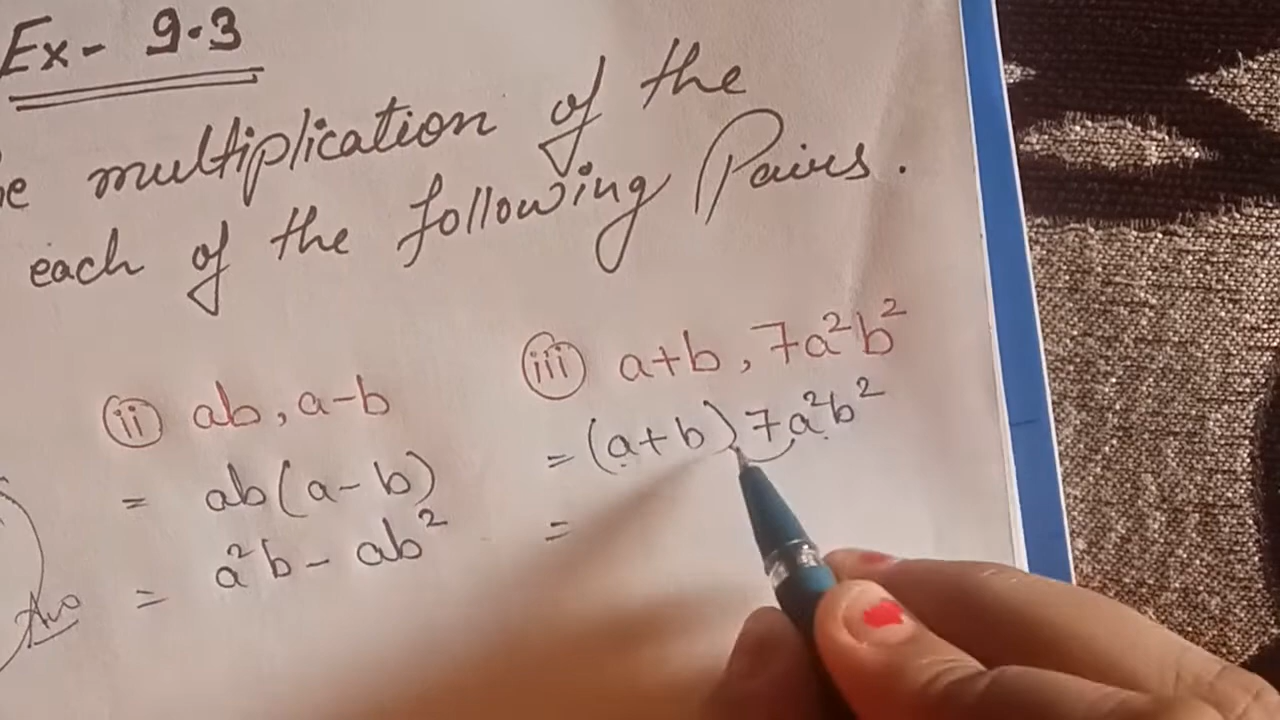 Ex- 9.3
multiplication of the
each of the following Pairs.
(ii) ab, a-b
= ab(a-b)
= a²b - ab²
(iii) a+b, 7a²b²
= (a+b) 7a²b²
=
Ans